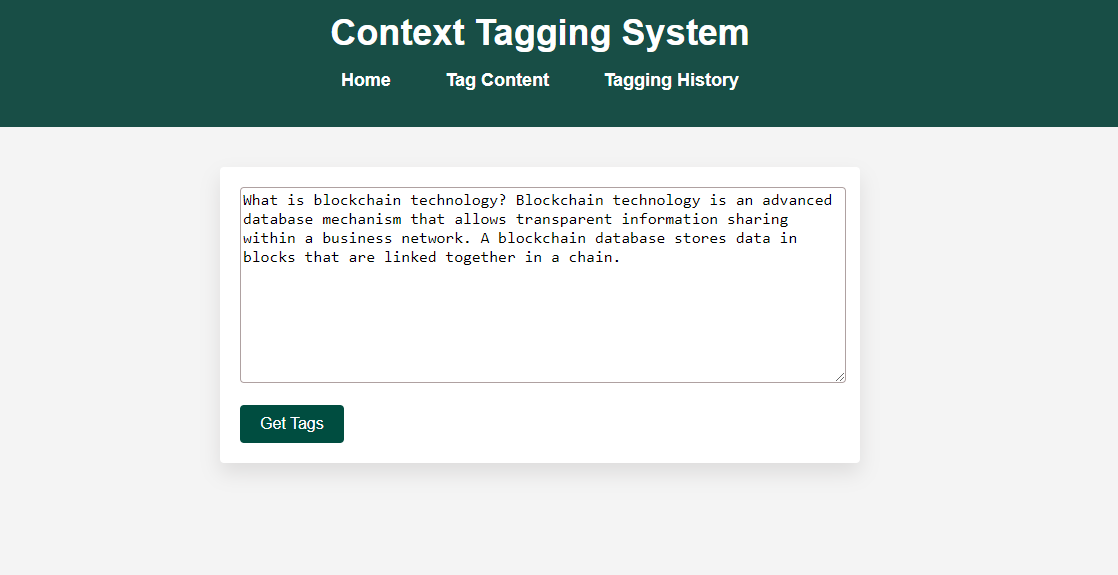 Context Tagging System
Home Tag Content Tagging History
What is blockchain technology? Blockchain technology is an advanced
database mechanism that allows transparent information sharing
within a business network. A blockchain database stores data in
blocks that are linked together in a chain.
Get Tags